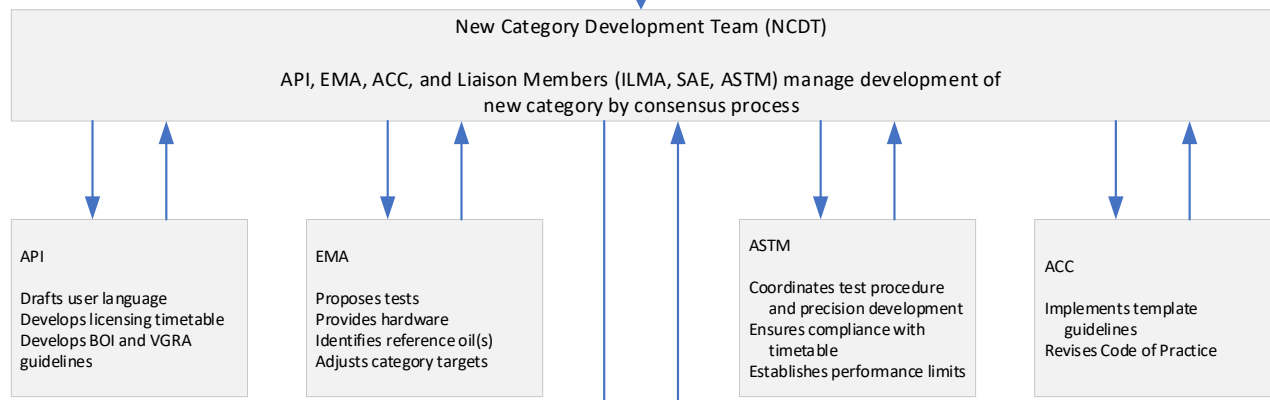 New Category Development Team (NCDT)
API, EMA, ACC, and Liaison Members (ILMA, SAE, ASTM) manage development of
new category by consensus process
API
Drafts user language
Develops licensing timetable
Develops BOI and VGRA
guidelines
EMA
Proposes tests
Provides hardware
Identifies reference oil(s)
Adjusts category targets
ASTM
Coordinates test procedure
and precision development
Ensures compliance with
timetable
Establishes performance limits
ACC
Implements template
guidelines
Revises Code of Practice